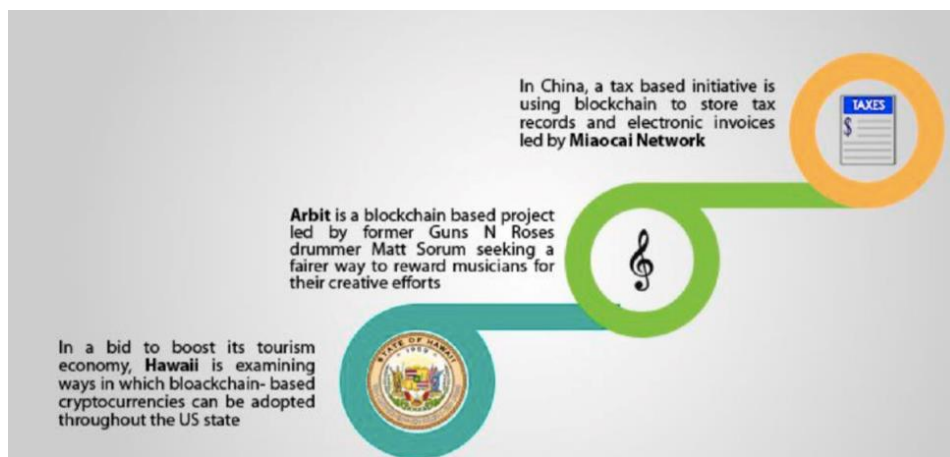 In China, a tax based initiative is
using blockchain to store tax
records and electronic invoices
led by Miaocai Network
TAXES
$
Arbit is a blockchain based project
led by former Guns N Roses
drummer Matt Sorum seeking a
fairer way to reward musicians for
their creative efforts
In a bid to boost its tourism
economy, Hawaii is examining
ways in which bloackchain- based
cryptocurrencies can be adopted
throughout the US state
STATE OF HAWAII
1959